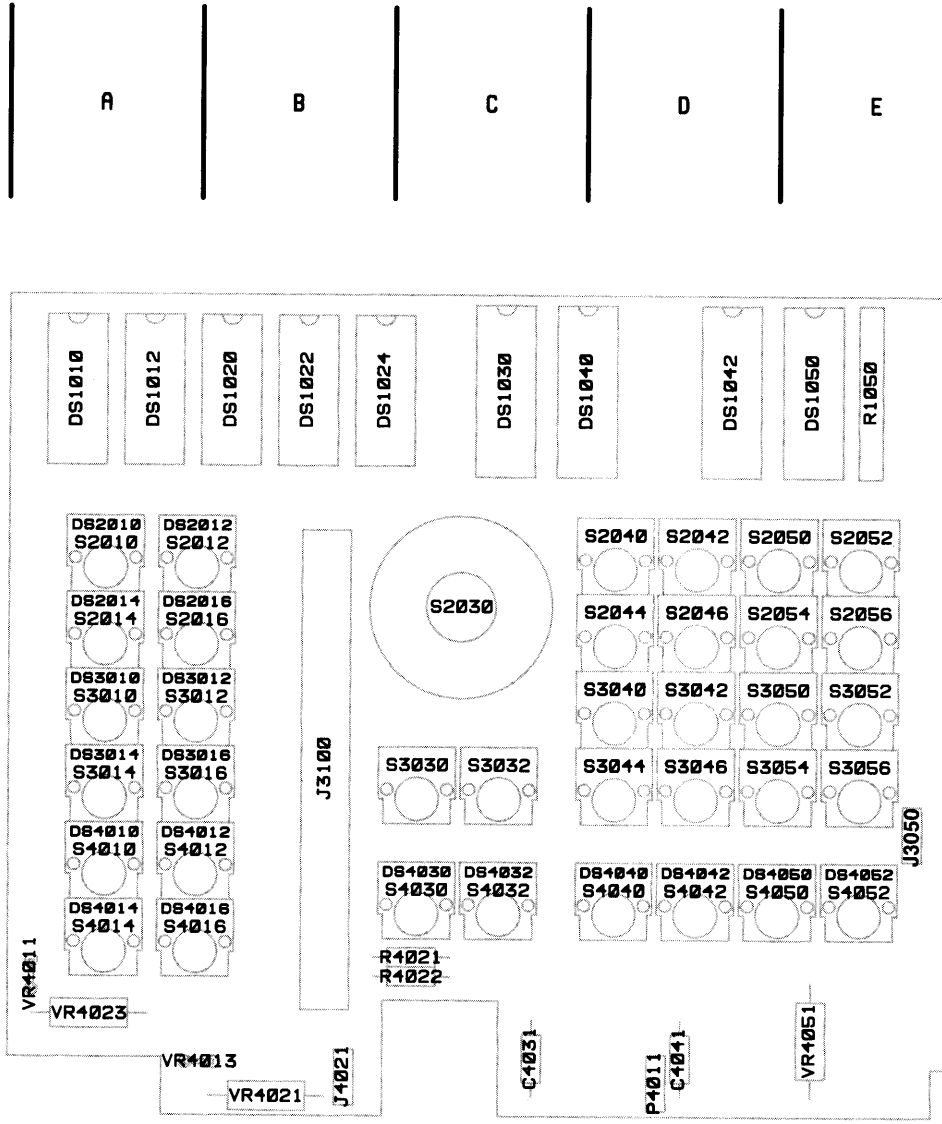 A B C D E
DS1010 DS1012 DS1020 DS1022 DS1024 DS1030 DS1040 DS1042 DS1050 R1050
DS2010 DS2012
S2010 S2012 S2040 S2042 S2050 S2052
DS2014 DS2016
S2014 S2016 S2030 S2044 S2046 S2054 S2056
DS3010 DS3012
S3010 S3012 S3040 S3042 S3050 S3052
DS3014 DS3016
S3014 S3016 J3100 S3030 S3032 S3044 S3046 S3054 S3056
J3050
DS4010 DS4012
S4010 S4012
DS4030 DS4032 DS4040 DS4042 DS4050 DS4052
S4030 S4032 S4040 S4042 S4050 S4052
DS4014 DS4016
S4014 S4016
R4021
R4022
VR4011
VR4023
VR4013
VR4021
J4021
C4031
P4011
C4041
VR4051